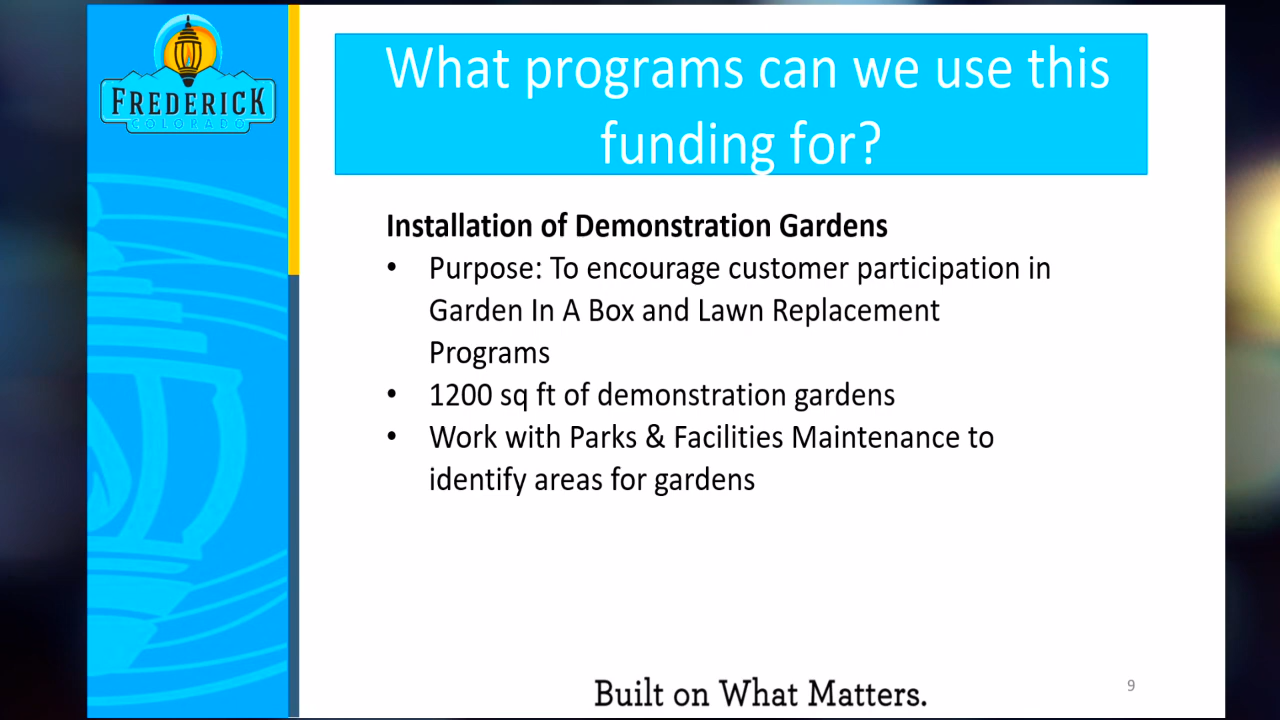 FREDERICK
COLORADO
What programs can we use this
funding for?
Installation of Demonstration Gardens
• Purpose: To encourage customer participation in
Garden In A Box and Lawn Replacement
Programs
• 1200 sq ft of demonstration gardens
• Work with Parks & Facilities Maintenance to
identify areas for gardens
Built on What Matters.
9